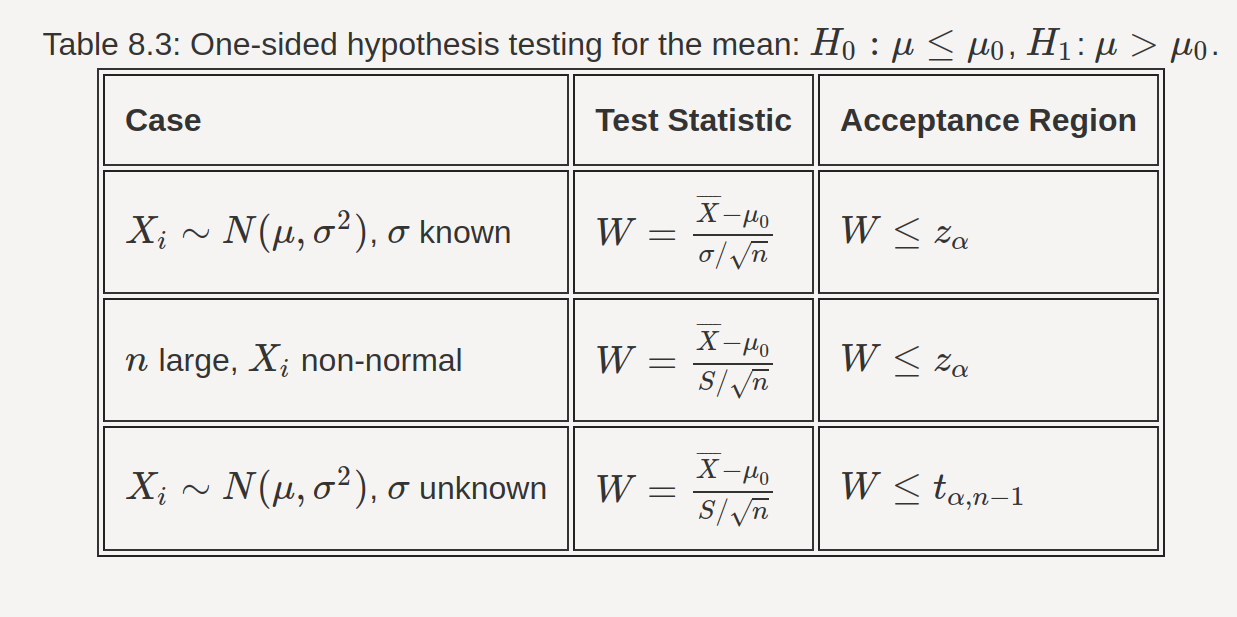 Table 8.3: One-sided hypothesis testing for the mean: $H_0 : \mu \leq \mu_0$, $H_1$: $\mu > \mu_0$.
Case Test Statistic Acceptance Region
$X_i \sim N(\mu, \sigma^2)$, $\sigma$ known $W = \frac{\overline{X}-\mu_0}{\sigma/\sqrt{n}}$ $W \leq z_\alpha$
$n$ large, $X_i$ non-normal $W = \frac{\overline{X}-\mu_0}{S/\sqrt{n}}$ $W \leq z_\alpha$
$X_i \sim N(\mu, \sigma^2)$, $\sigma$ unknown $W = \frac{\overline{X}-\mu_0}{S/\sqrt{n}}$ $W \leq t_{\alpha,n-1}$